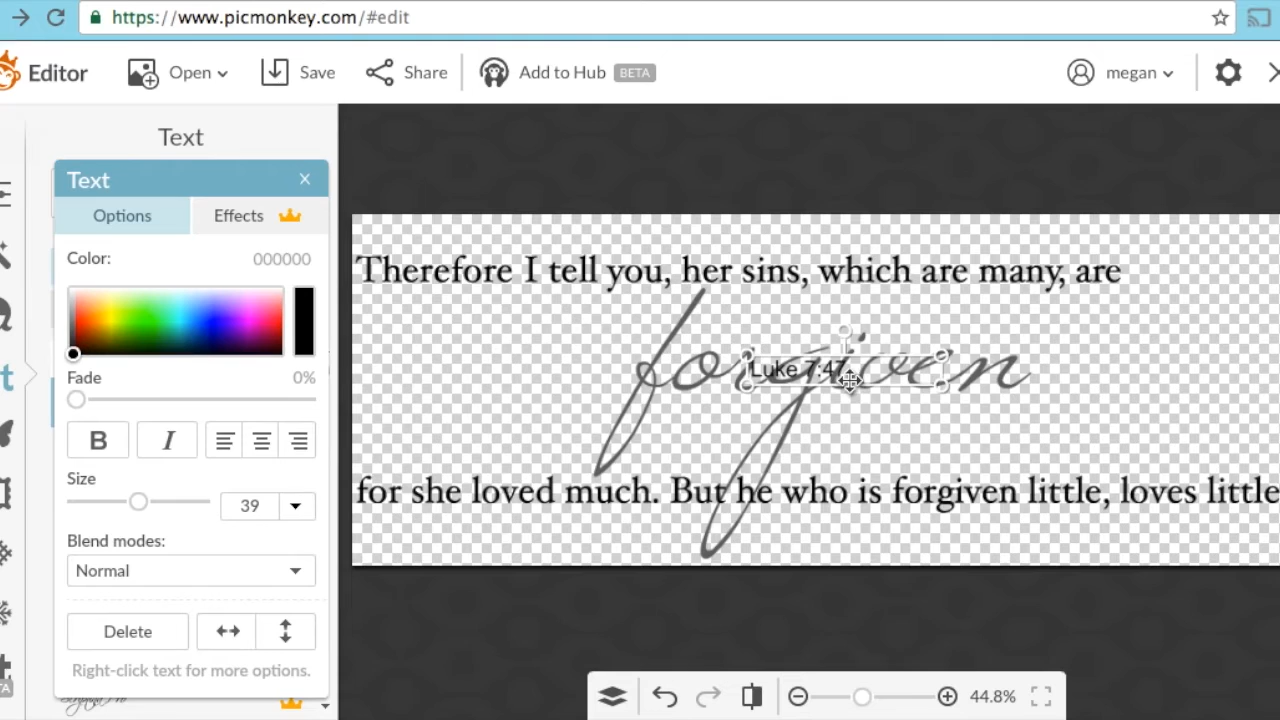 https://www.picmonkey.com/#edit
Editor
Open
Save
Share
Add to Hub BETA
megan
Text
Text X
Options
Effects
Color: 000000
Fade 0%
B I
Size
39
Blend modes:
Normal
Delete
Right-click text for more options.
Therefore I tell you, her sins, which are many, are
forgiven
Luke 7:47
for she loved much. But he who is forgiven little, loves little
44.8%